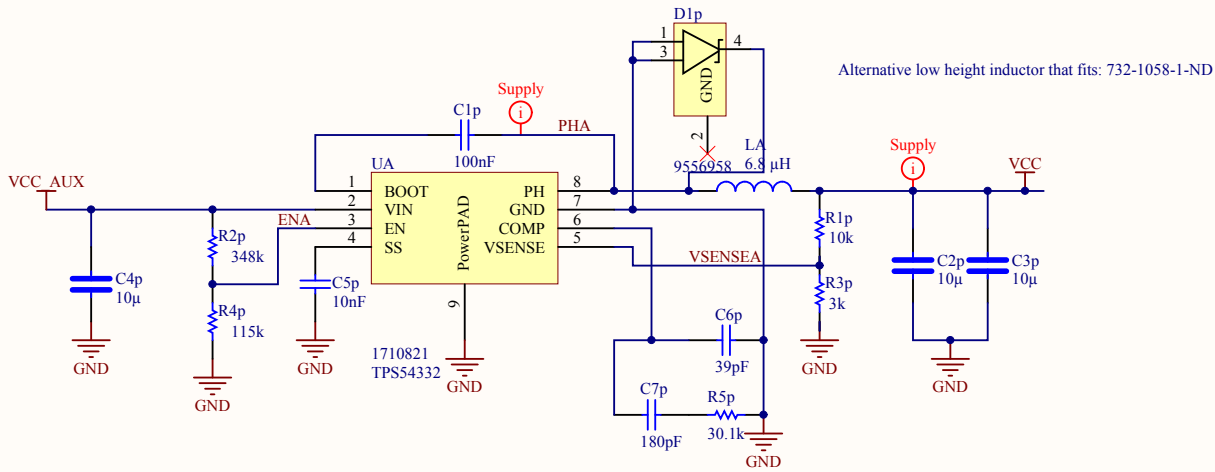 D1p
1
3
4
GND
2
9556958
Alternative low height inductor that fits: 732-1058-1-ND
Supply
i
C1p
100nF
PHA
LA
6.8 µH
Supply
i
VCC
VCC_AUX
UA
1
BOOT
PH
8
2
VIN
GND
7
3
EN
COMP
6
4
SS
VSENSE
5
PowerPAD
9
ENA
R2p
348k
R1p
10k
VSENSEA
C4p
10µ
C5p
10nF
R3p
3k
C2p
10µ
C3p
10µ
R4p
115k
C6p
39pF
GND
GND
GND
GND
GND
GND
1710821
TPS54332
C7p
180pF
R5p
30.1k
GND